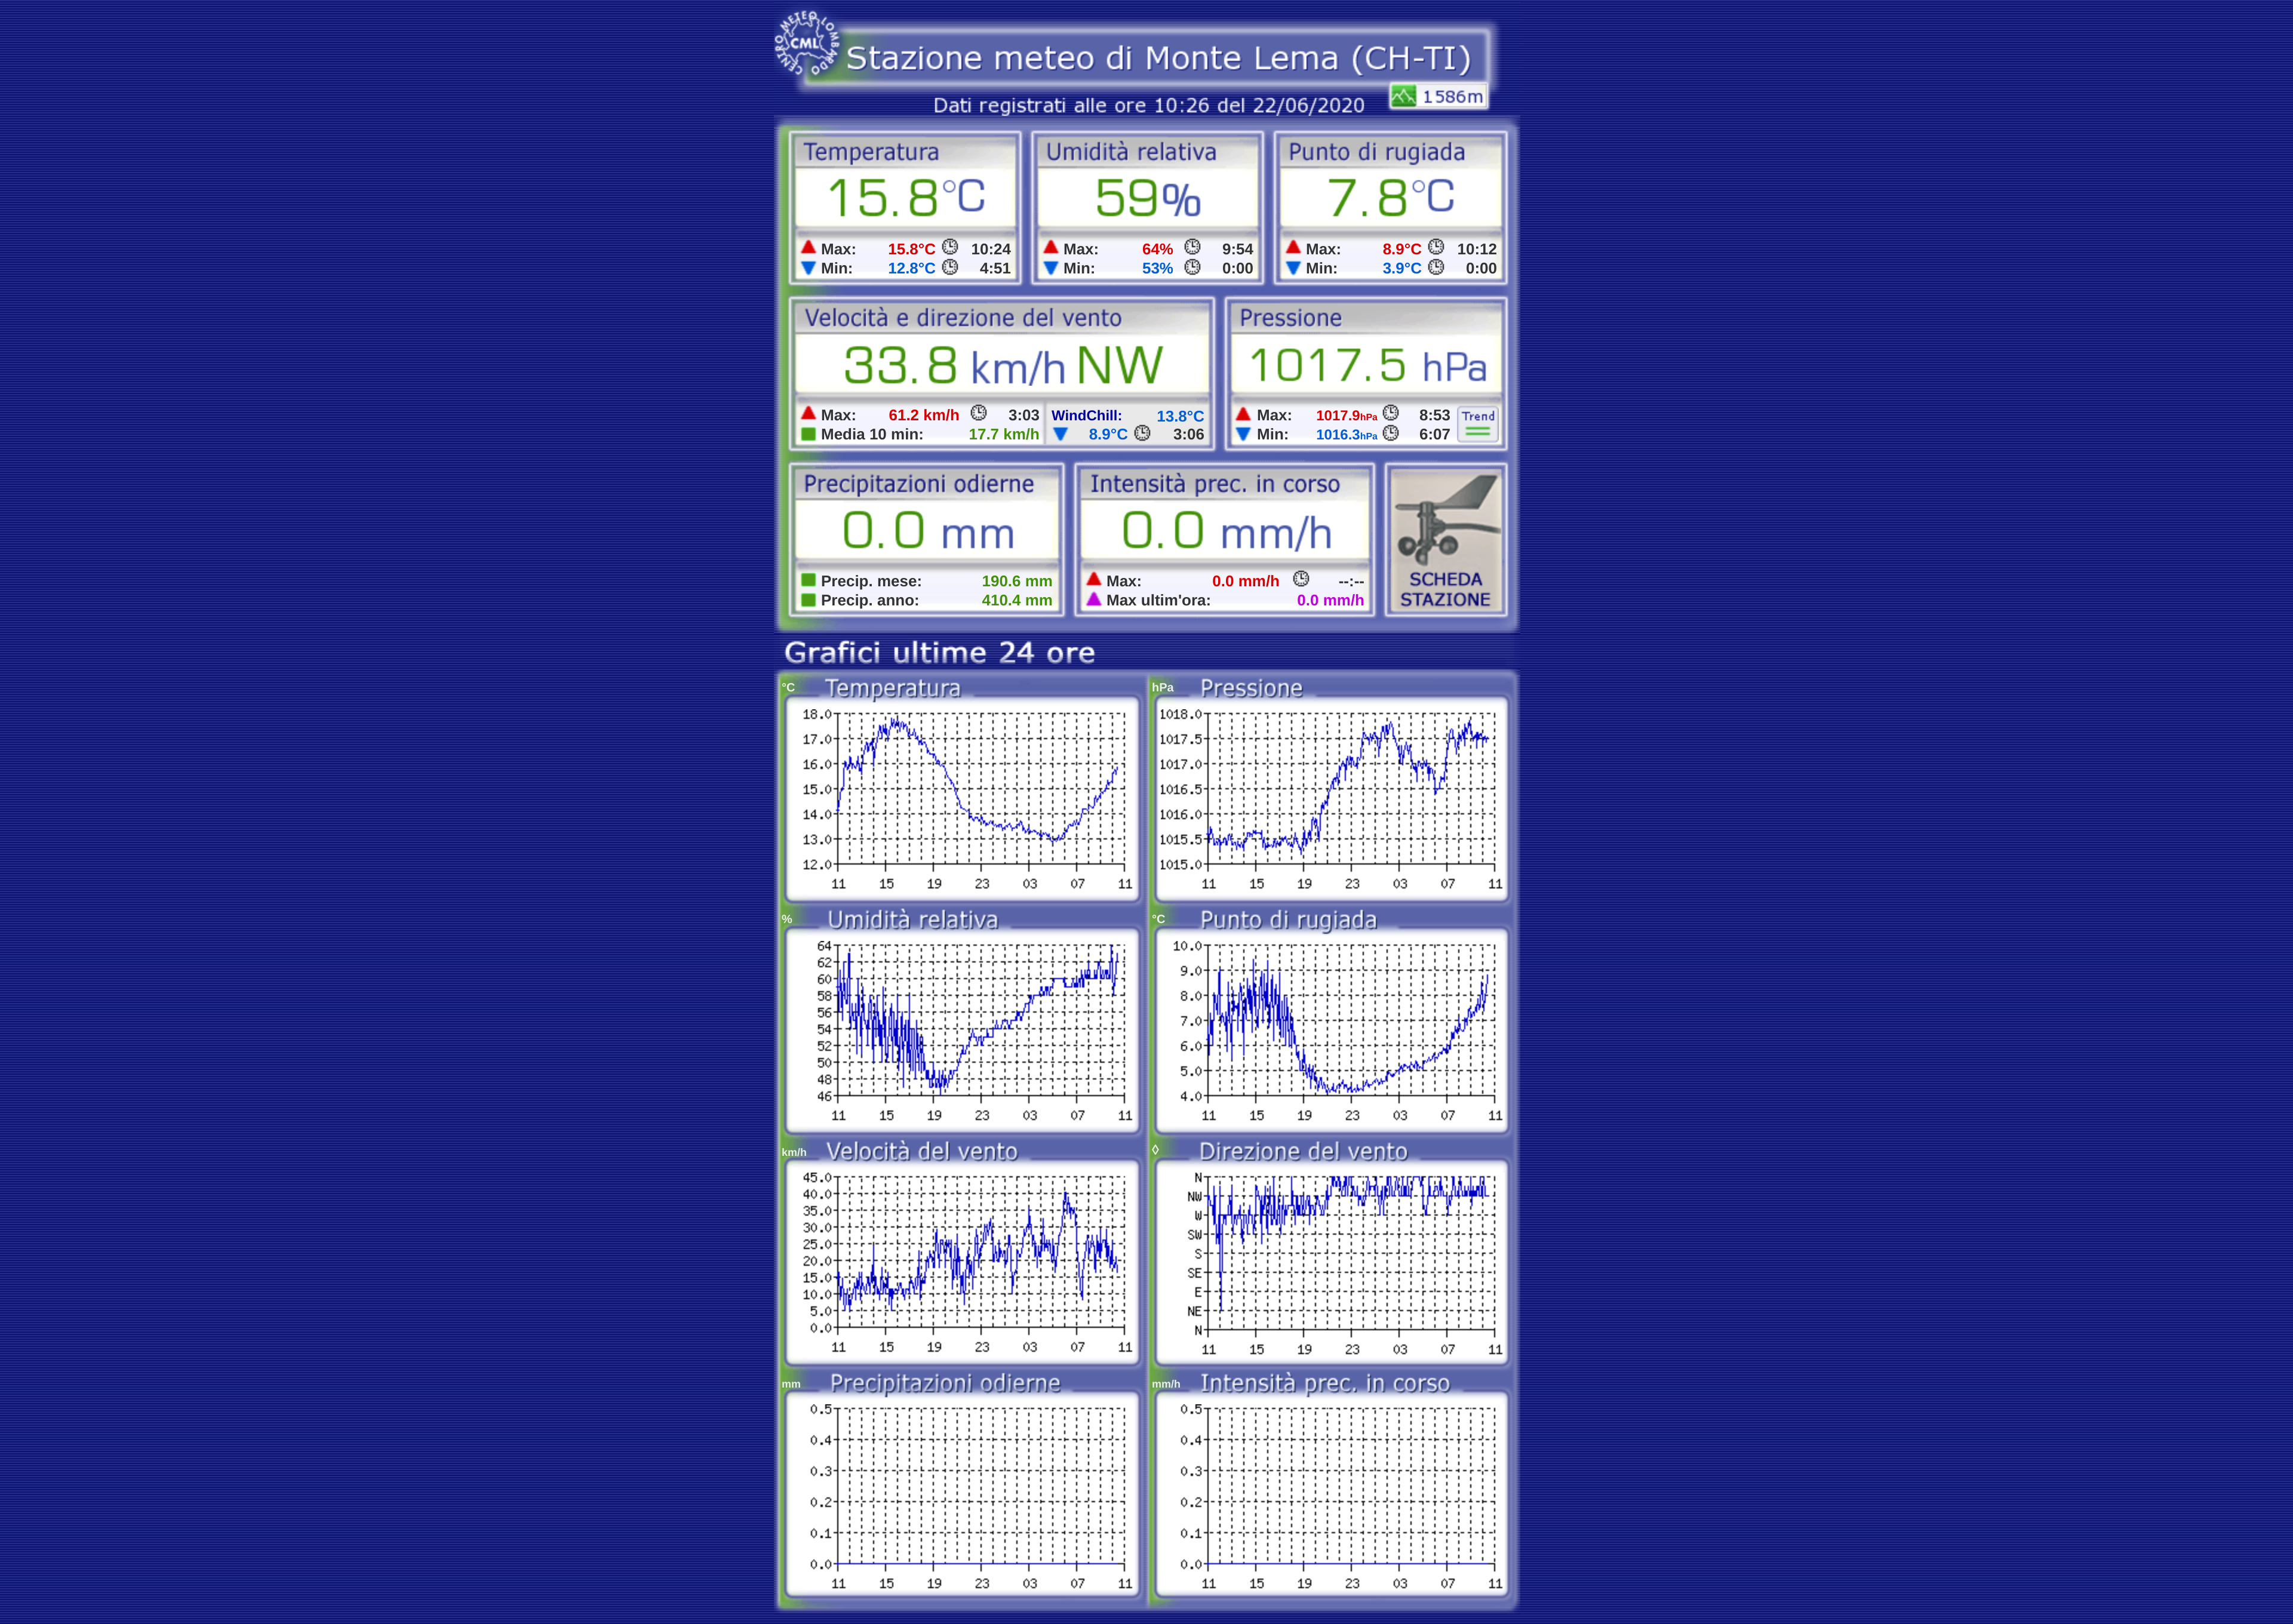 CENTRO METEO LOMBARDO
CML
Stazione meteo di Monte Lema (CH-TI)
Dati registrati alle ore 10:26 del 22/06/2020
1586m
Temperatura
15.8°C
Max: 15.8°C 10:24
Min: 12.8°C 4:51
Umidità relativa
59%
Max: 64% 9:54
Min: 53% 0:00
Punto di rugiada
7.8°C
Max: 8.9°C 10:12
Min: 3.9°C 0:00
Velocità e direzione del vento
33.8 km/h NW
Max: 61.2 km/h 3:03
Media 10 min: 17.7 km/h
WindChill: 13.8°C
8.9°C 3:06
Pressione
1017.5 hPa
Max: 1017.9hPa 8:53
Min: 1016.3hPa 6:07
Trend
Precipitazioni odierne
0.0 mm
Precip. mese: 190.6 mm
Precip. anno: 410.4 mm
Intensità prec. in corso
0.0 mm/h
Max: 0.0 mm/h --:--
Max ultim'ora: 0.0 mm/h
SCHEDA
STAZIONE
Grafici ultime 24 ore
°C Temperatura
18.0
17.0
16.0
15.0
14.0
13.0
12.0
11 15 19 23 03 07 11
hPa Pressione
1018.0
1017.5
1017.0
1016.5
1016.0
1015.5
1015.0
11 15 19 23 03 07 11
% Umidità relativa
64
62
60
58
56
54
52
50
48
46
11 15 19 23 03 07 11
°C Punto di rugiada
10.0
9.0
8.0
7.0
6.0
5.0
4.0
11 15 19 23 03 07 11
km/h Velocità del vento
45.0
40.0
35.0
30.0
25.0
20.0
15.0
10.0
5.0
0.0
11 15 19 23 03 07 11
◊ Direzione del vento
N
NW
W
SW
S
SE
E
NE
N
11 15 19 23 03 07 11
mm Precipitazioni odierne
0.5
0.4
0.3
0.2
0.1
0.0
11 15 19 23 03 07 11
mm/h Intensità prec. in corso
0.5
0.4
0.3
0.2
0.1
0.0
11 15 19 23 03 07 11